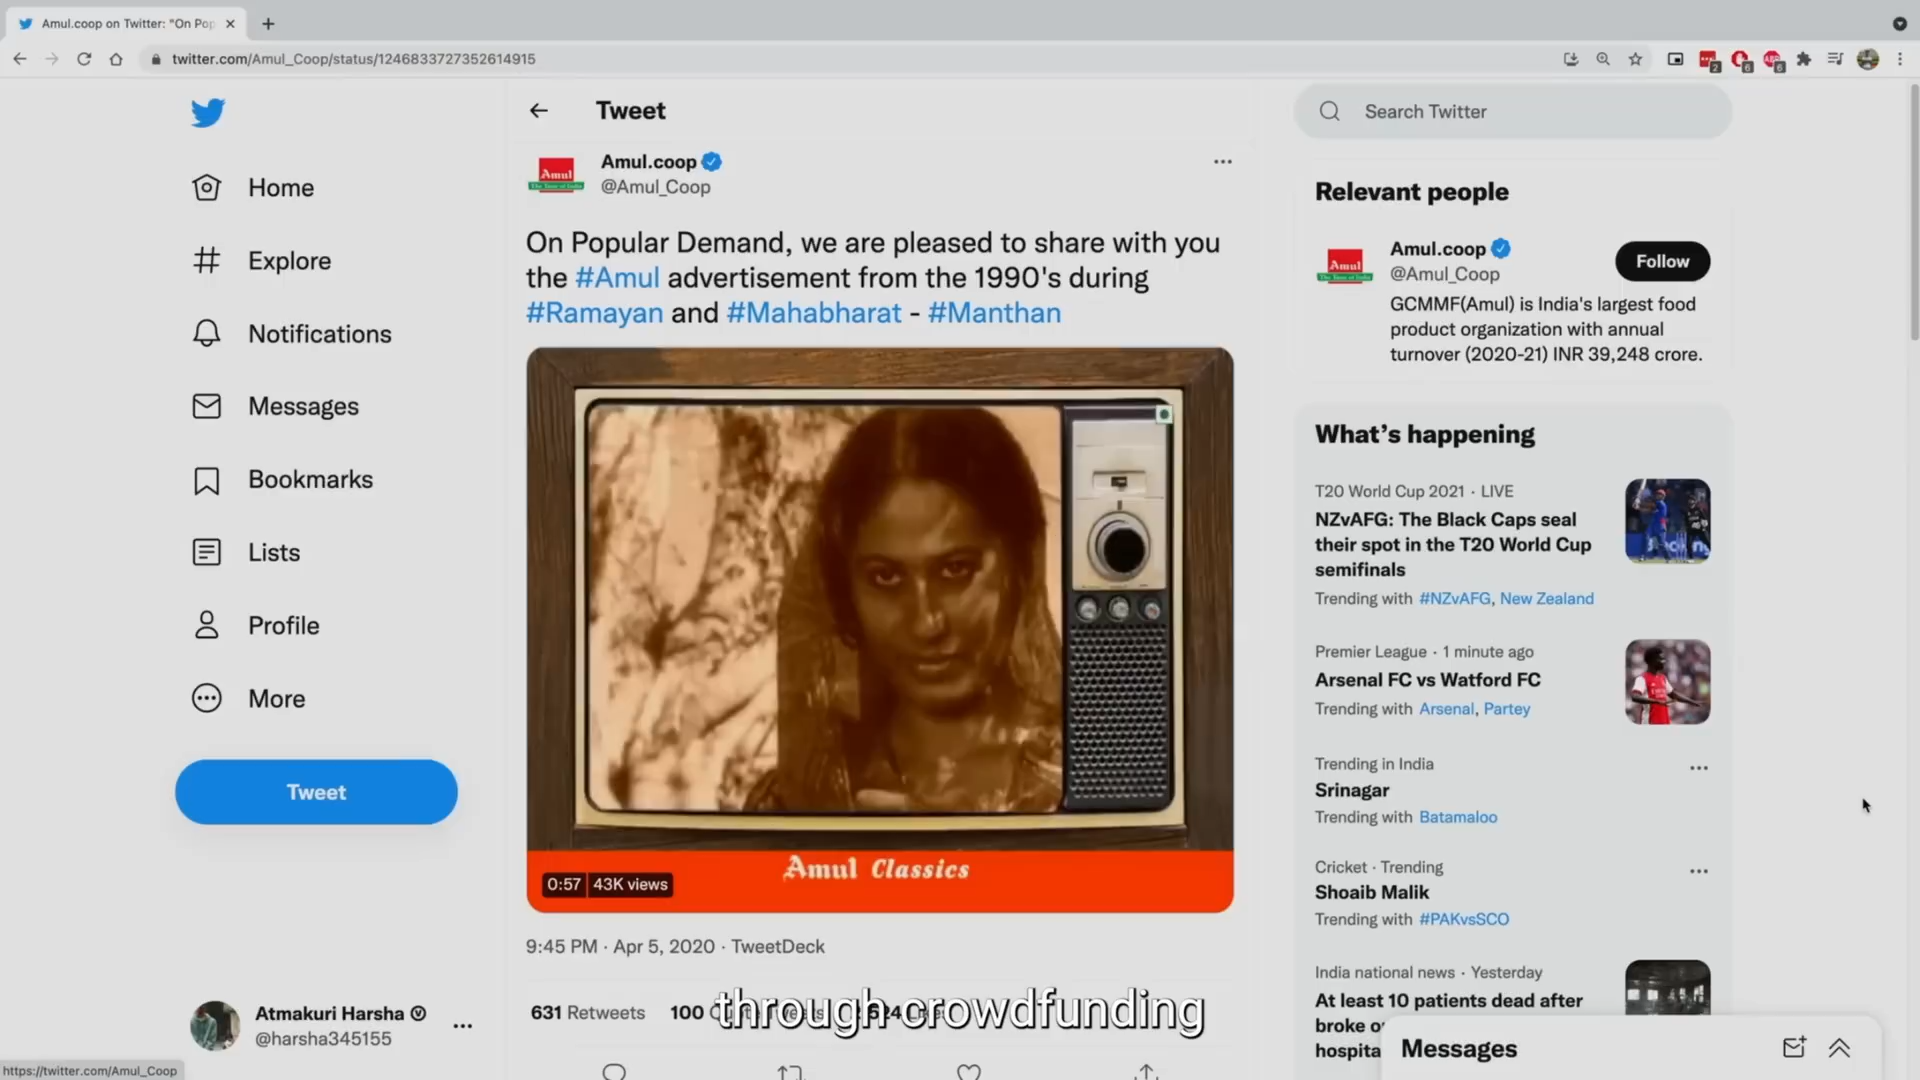 Amul.coop on Twitter: "On Pop
twitter.com/Amul_Coop/status/1246833727352614915
2
6
6
Home
Explore
Notifications
Messages
Bookmarks
Lists
Profile
More
Tweet
Atmakuri Harsha
@harsha345155
https://twitter.com/Amul_Coop
Tweet
Amul
Amul.coop
@Amul_Coop
On Popular Demand, we are pleased to share with you
the #Amul advertisement from the 1990's during
#Ramayan and #Mahabharat - #Manthan
Amul Classics
0:57 43K views
9:45 PM · Apr 5, 2020 · TweetDeck
631 Retweets 100
through crowdfunding
Search Twitter
Relevant people
Amul
Amul.coop
@Amul_Coop
Follow
GCMMF(Amul) is India's largest food
product organization with annual
turnover (2020-21) INR 39,248 crore.
What's happening
T20 World Cup 2021 · LIVE
NZvAFG: The Black Caps seal
their spot in the T20 World Cup
semifinals
Trending with #NZvAFG, New Zealand
Premier League · 1 minute ago
Arsenal FC vs Watford FC
Trending with Arsenal, Partey
Trending in India
Srinagar
Trending with Batamaloo
Cricket · Trending
Shoaib Malik
Trending with #PAKvsSCO
India national news · Yesterday
At least 10 patients dead after
broke
Messages